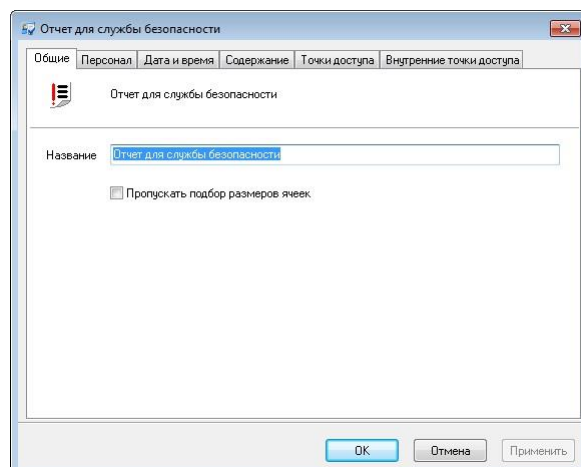 Отчет для службы безопасности
Общие Персонал Дата и время Содержание Точки доступа Внутренние точки доступа
Отчет для службы безопасности
Название Отчет для службы безопасности
Пропускать подбор размеров ячеек
OK Отмена Применить